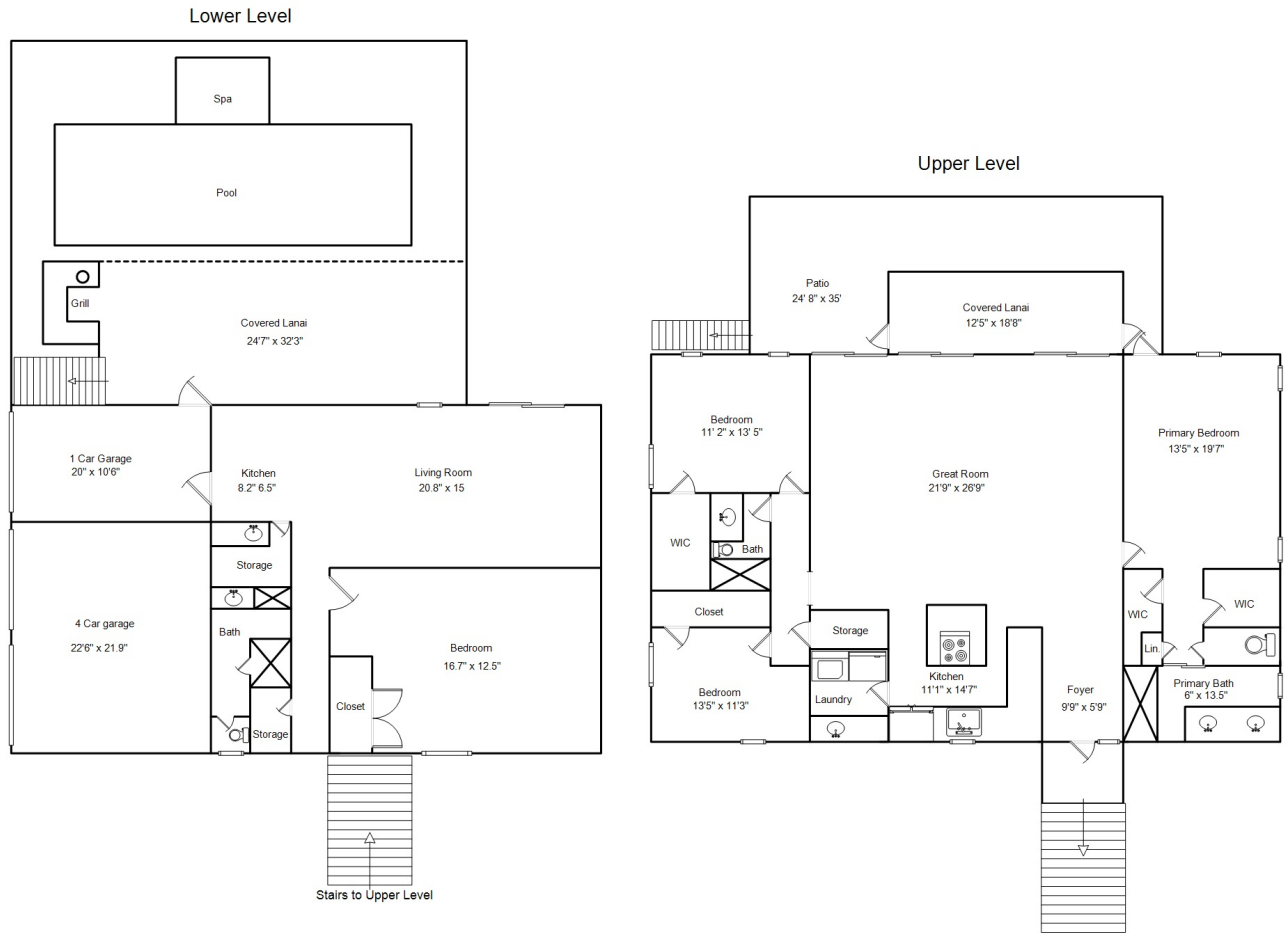 Lower Level
Spa
Pool
Grill
Covered Lanai
24'7" x 32'3"
1 Car Garage
20" x 10'6"
Kitchen
8.2" 6.5"
Living Room
20.8" x 15
Storage
4 Car garage
22'6" x 21.9"
Bath
Bedroom
16.7" x 12.5"
Closet
Storage
Stairs to Upper Level
Upper Level
Patio
24' 8" x 35'
Covered Lanai
12'5" x 18'8"
Bedroom
11' 2" x 13' 5"
Primary Bedroom
13'5" x 19'7"
Great Room
21'9" x 26'9"
WIC
Bath
Closet
WIC
WIC
Storage
Lin.
Kitchen
11'1" x 14'7"
Laundry
Bedroom
13'5" x 11'3"
Foyer
9'9" x 5'9"
Primary Bath
6" x 13.5"